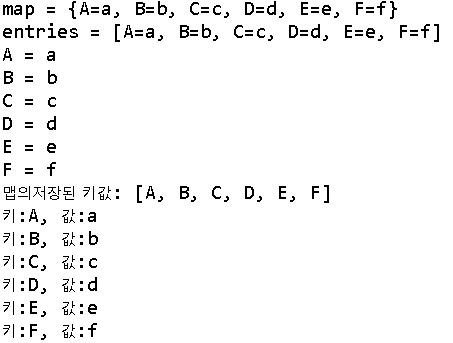 map = {A=a, B=b, C=c, D=d, E=e, F=f}
entries = [A=a, B=b, C=c, D=d, E=e, F=f]
A = a
B = b
C = c
D = d
E = e
F = f
맵의저장된 키값: [A, B, C, D, E, F]
키:A, 값:a
키:B, 값:b
키:C, 값:c
키:D, 값:d
키:E, 값:e
키:F, 값:f